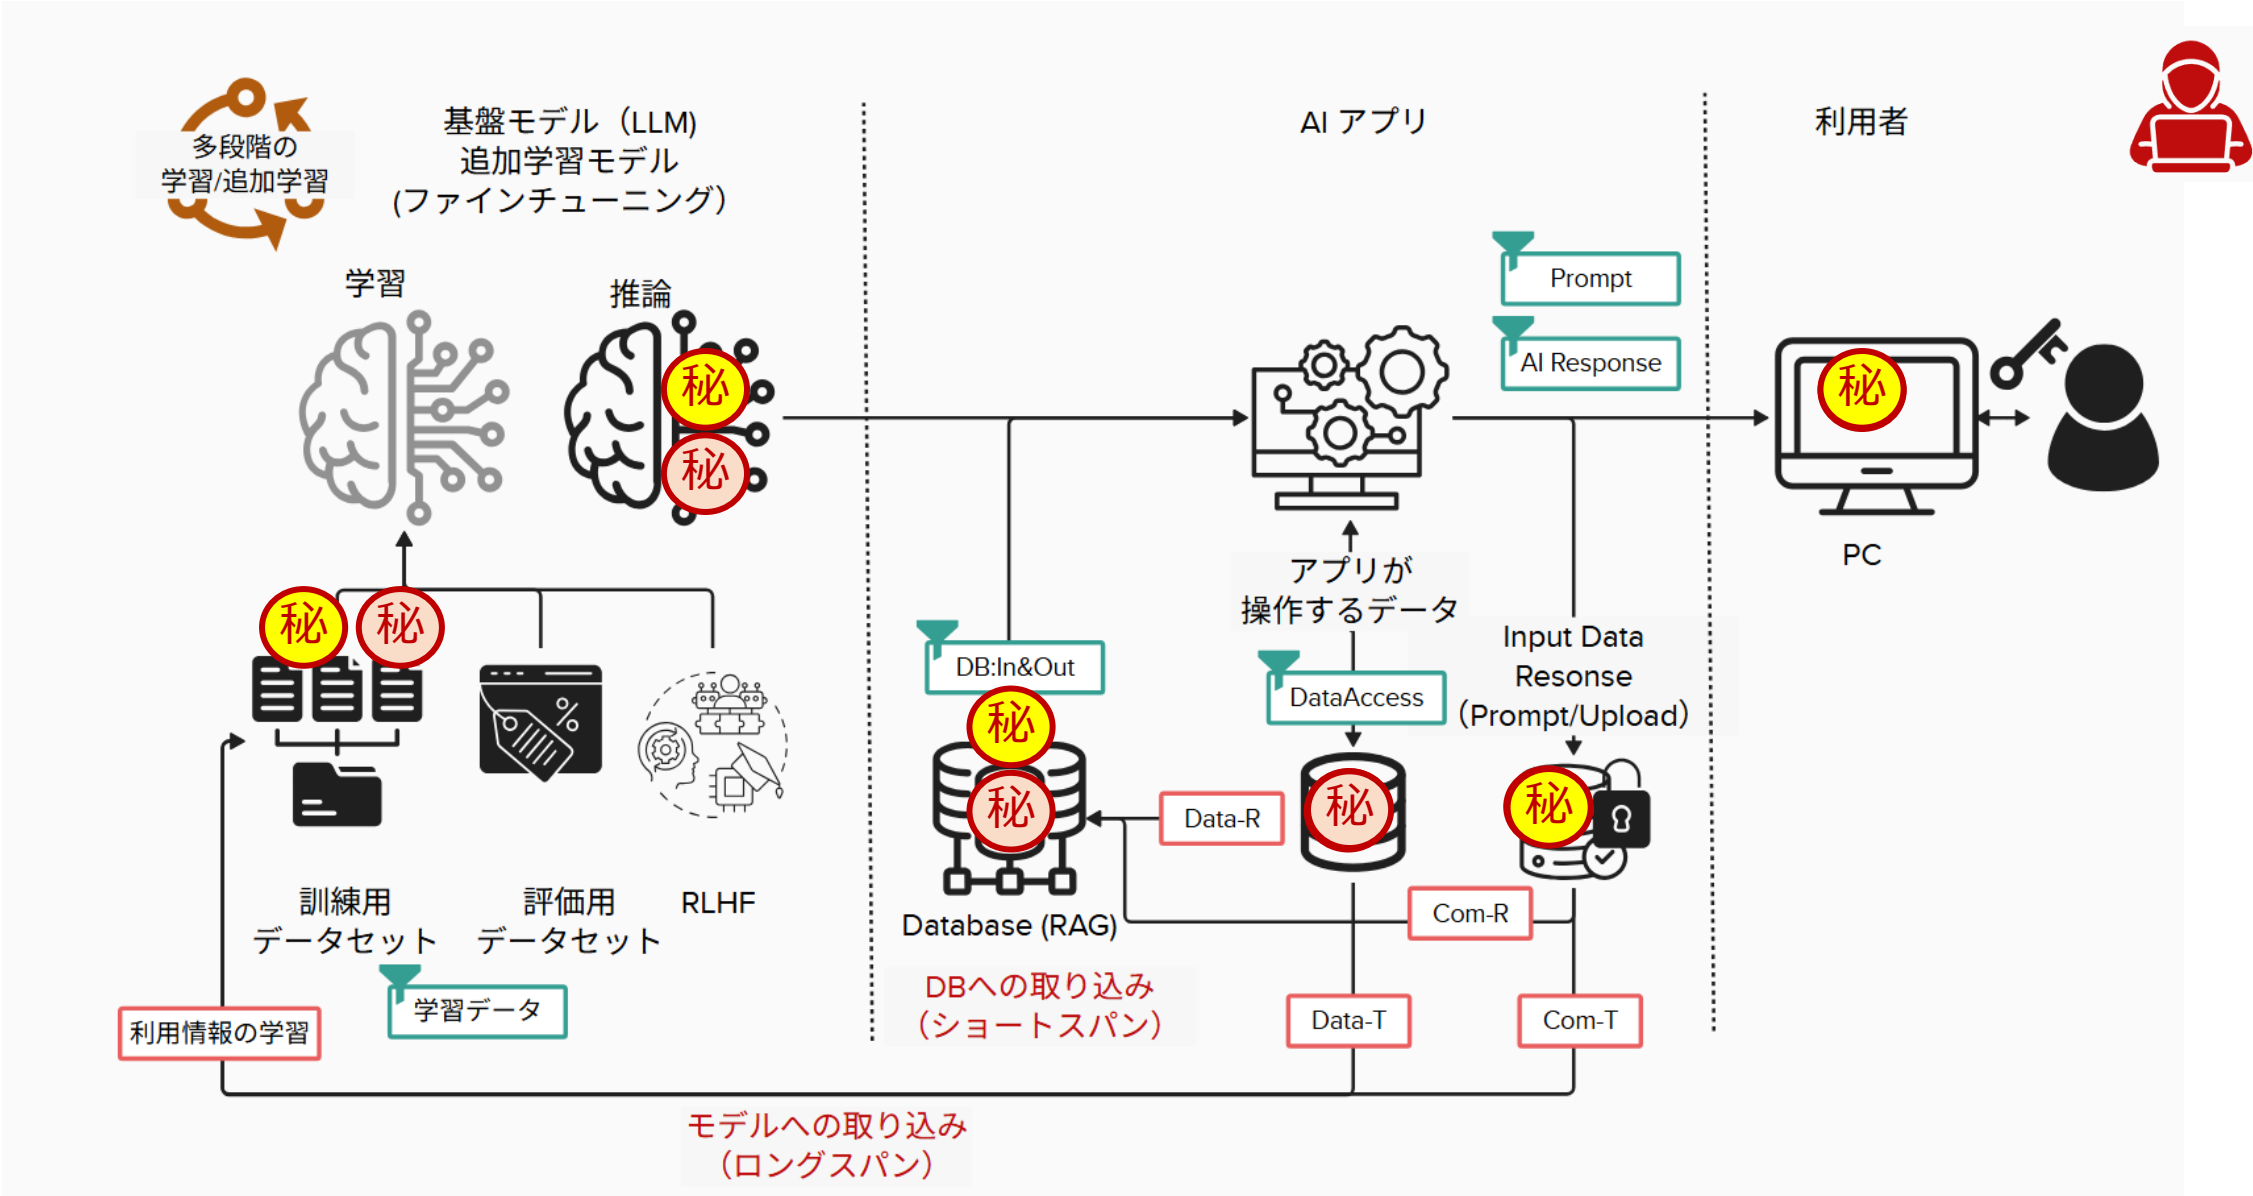 多段階の
学習/追加学習
基盤モデル（LLM)
追加学習モデル
(ファインチューニング）
AI アプリ
利用者
学習
推論
秘
秘
Prompt
AI Response
秘
PC
アプリが
操作するデータ
Input Data
Resonse
（Prompt/Upload）
秘
秘
DB:In&Out
DataAccess
秘
秘
秘
秘
Data-R
Com-R
訓練用
データセット
評価用
データセット
RLHF
Database (RAG)
学習データ
利用情報の学習
DBへの取り込み
（ショートスパン）
Data-T
Com-T
モデルへの取り込み
（ロングスパン）